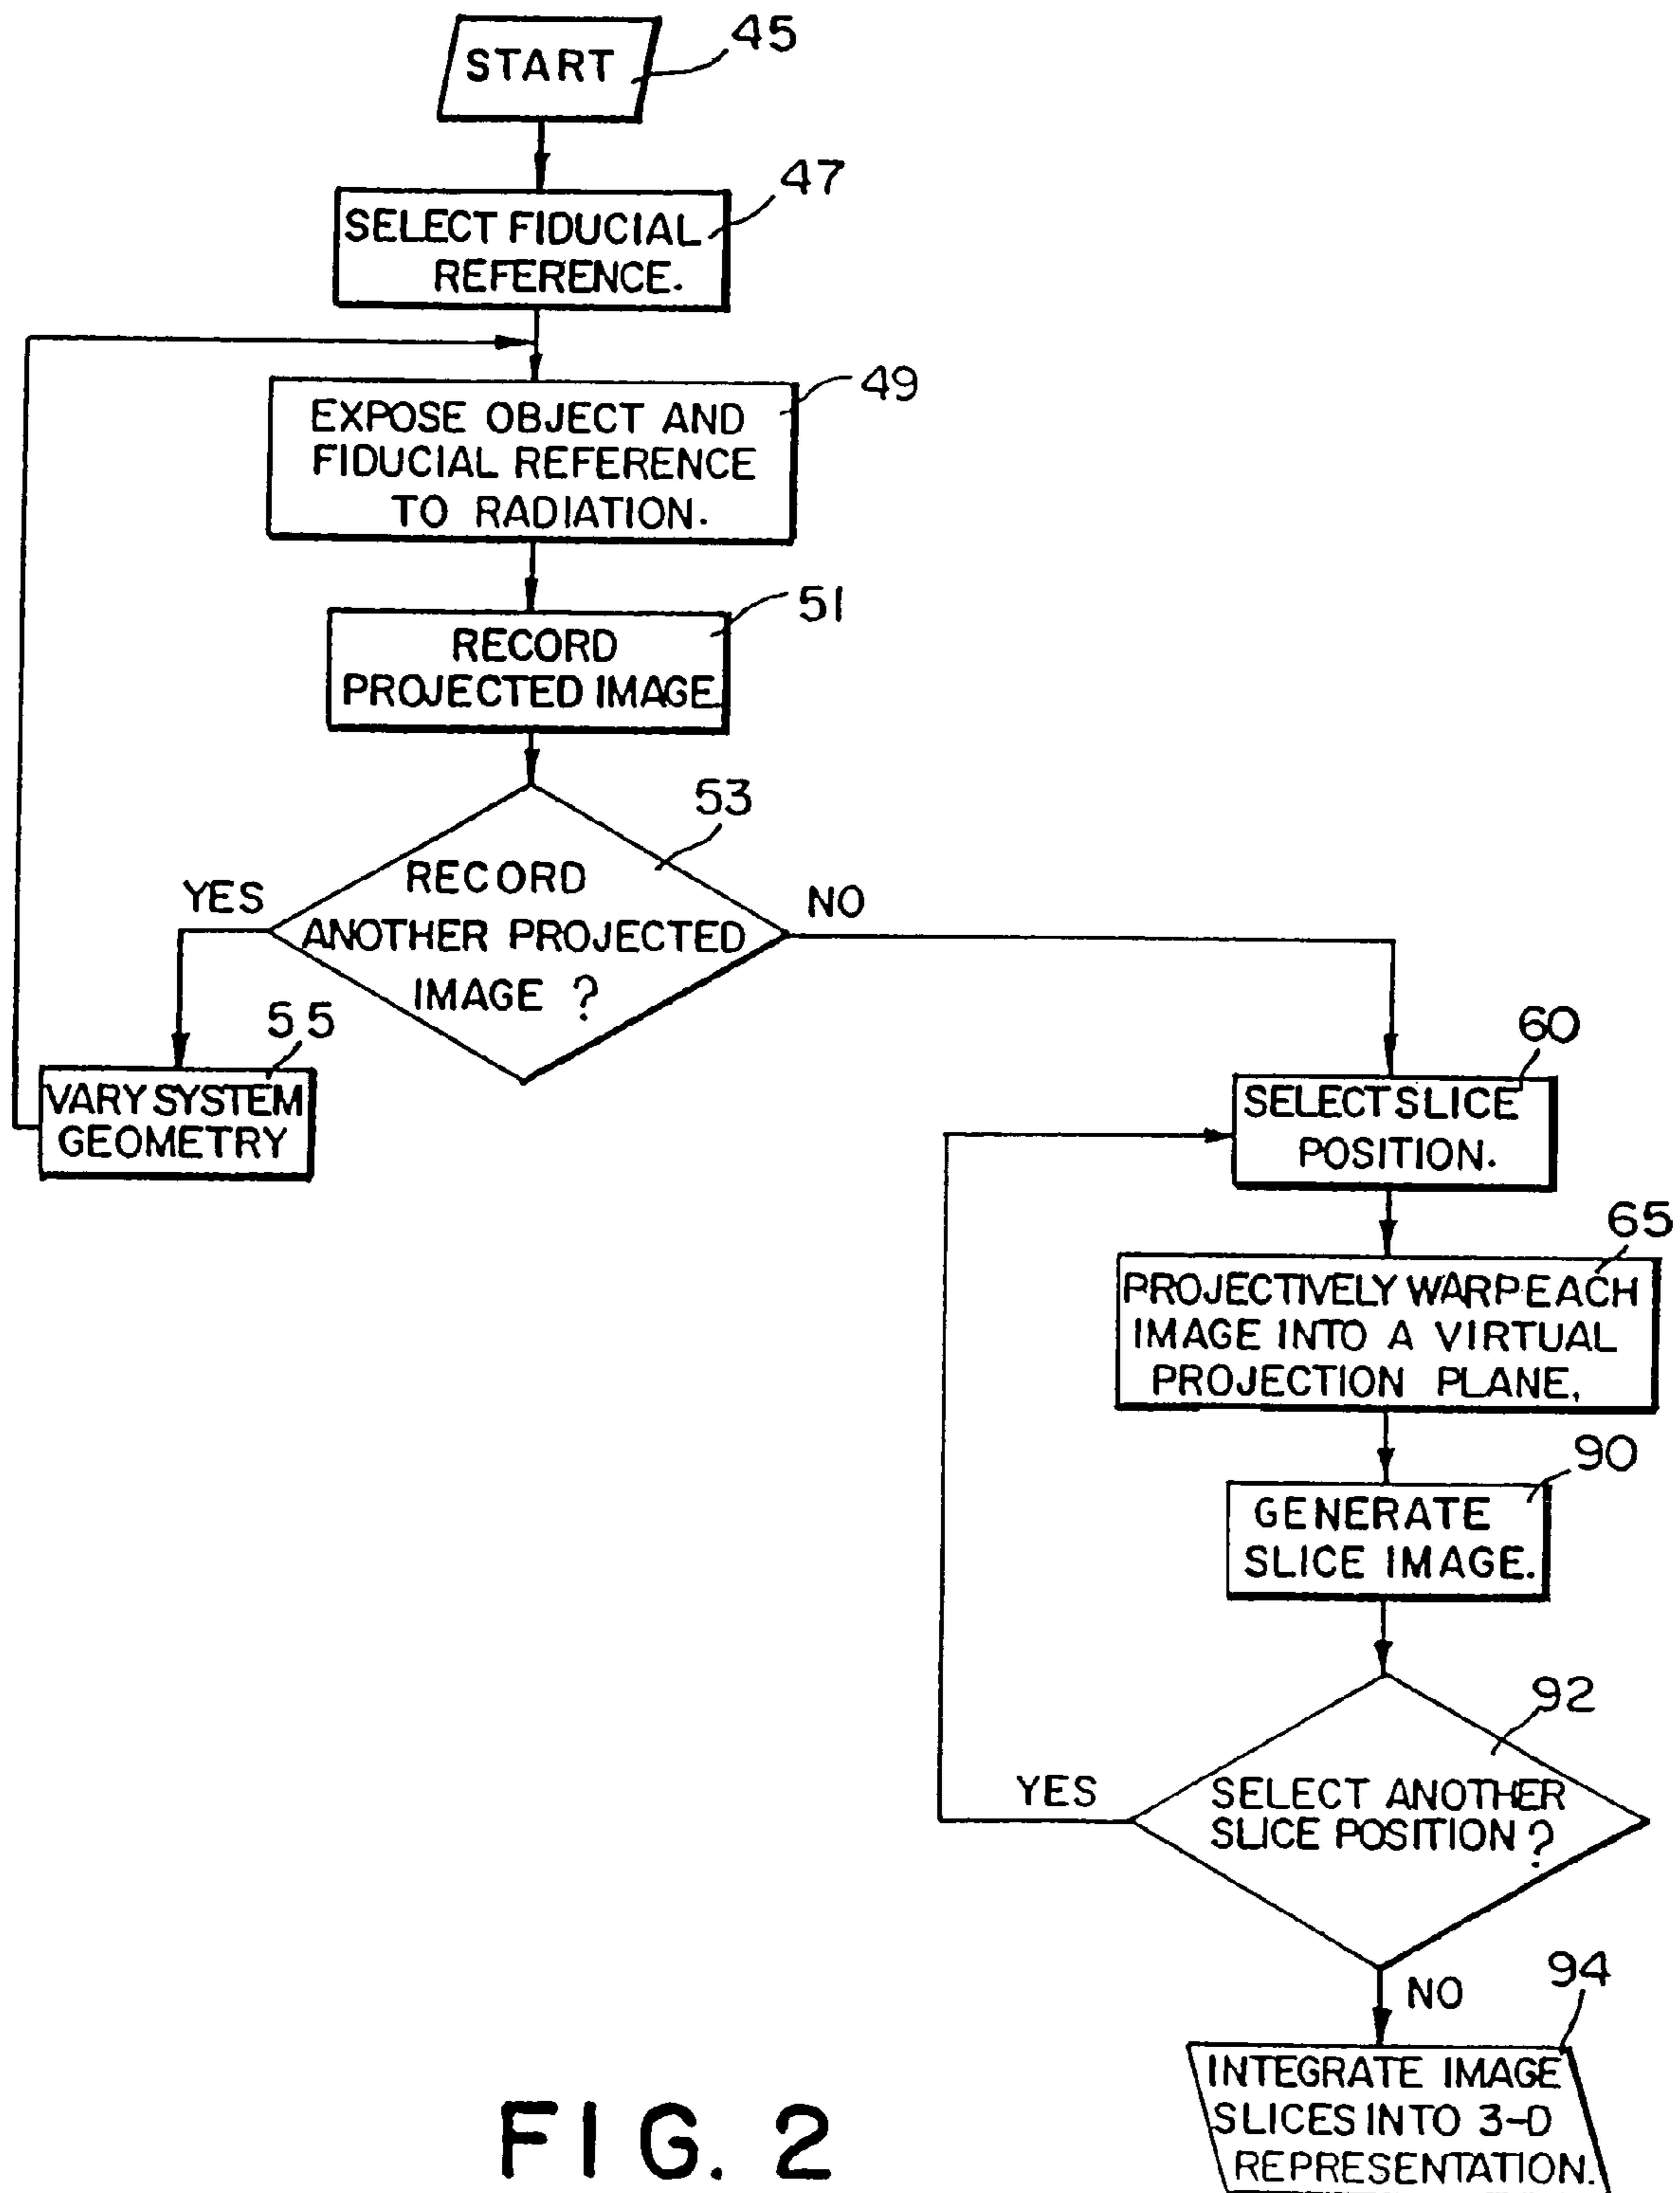 START
45
47
SELECT FIDUCIAL
REFERENCE.
49
EXPOSE OBJECT AND
FIDUCIAL REFERENCE
TO RADIATION.
51
RECORD
PROJECTED IMAGE.
53
RECORD
ANOTHER PROJECTED
IMAGE ?
YES
NO
55
VARY SYSTEM
GEOMETRY
60
SELECT SLICE
POSITION.
65
PROJECTIVELY WARP EACH
IMAGE INTO A VIRTUAL
PROJECTION PLANE.
90
GENERATE
SLICE IMAGE.
92
SELECT ANOTHER
SLICE POSITION ?
YES
NO
94
INTEGRATE IMAGE
SLICES INTO 3-D
REPRESENTATION.
FIG. 2